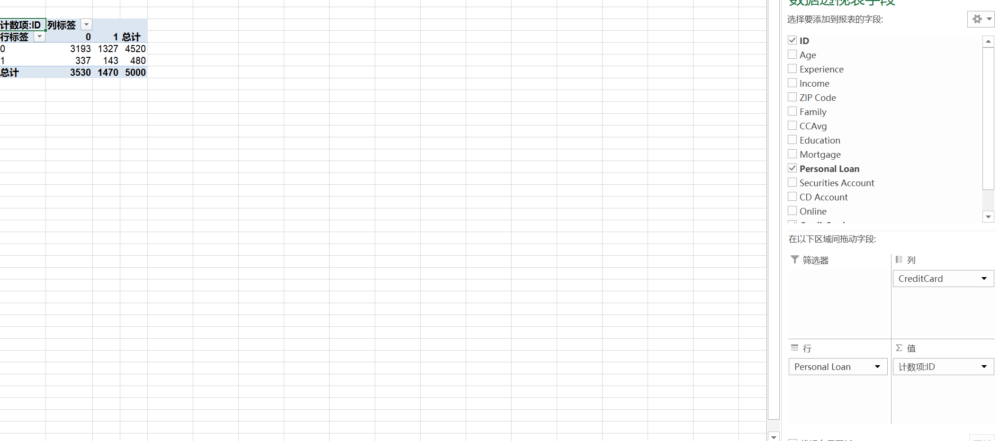 数据透视表字段
选择要添加到报表的字段:
计数项:ID 列标签
行标签 0 1 总计
0 3193 1327 4520
1 337 143 480
总计 3530 1470 5000
ID
Age
Experience
Income
ZIP Code
Family
CCAvg
Education
Mortgage
Personal Loan
Securities Account
CD Account
Online
CreditCard
在以下区域间拖动字段:
筛选器
列
CreditCard
行
Personal Loan
Σ 值
计数项:ID